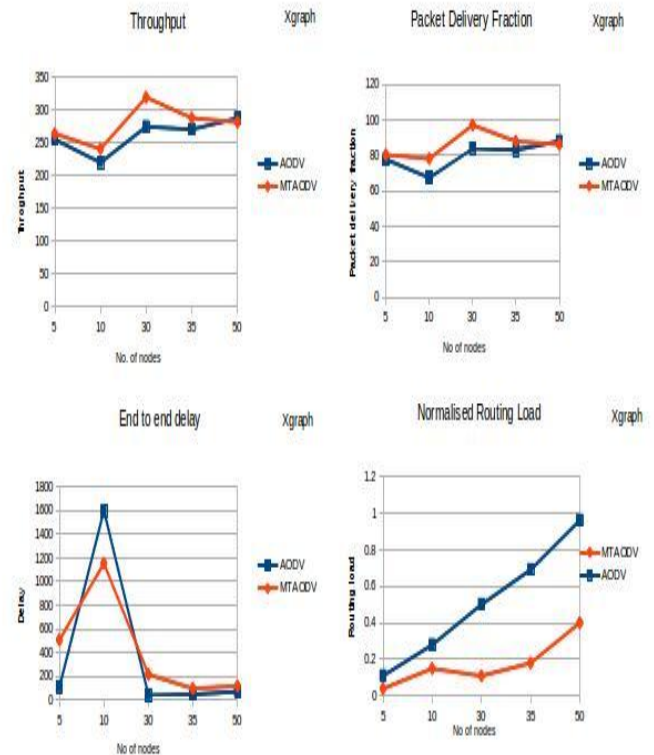 Throughput Xgraph
350
300
250
200
150
100
50
0
Throghput
5 10 30 35 50
No. of nodes
AODV
MTAODV
Packet Delivery Fraction Xgraph
120
100
80
60
40
20
0
Packet delivery fraction
5 10 30 35 50
No of nodes
AODV
MTAODV
End to end delay Xgraph
1800
1600
1400
1200
1000
800
600
400
200
0
Delay
5 10 30 35 50
No of nodes
AODV
MTAODV
Normalised Routing Load Xgraph
1.2
1
0.8
0.6
0.4
0.2
0
Routing load
5 10 30 35 50
No of nodes
MTAODV
AODV